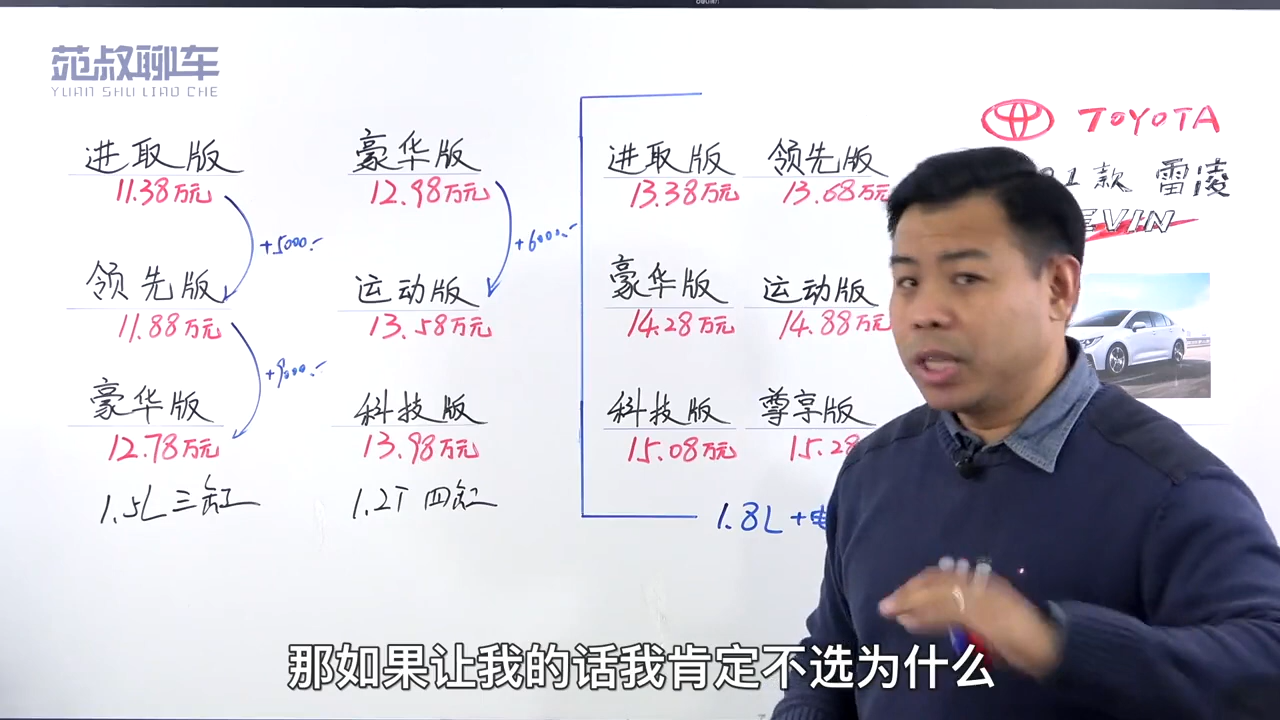 苑叔聊车
YUAN SHU LIAO CHE
进取版
11.38万元
+5000.-
领先版
11.88万元
+9000.-
豪华版
12.78万元
1.5L三缸
豪华版
12.98万元
+6000.-
运动版
13.58万元
科技版
13.98万元
1.2T 四缸
进取版 领先版
13.38万元 13.68万元
豪华版 运动版
14.28万元 14.88万元
科技版 尊享版
15.08万元 15.28
1.8L+电
TOYOTA
21款 雷凌
EVIN
那如果让我的话我肯定不选为什么